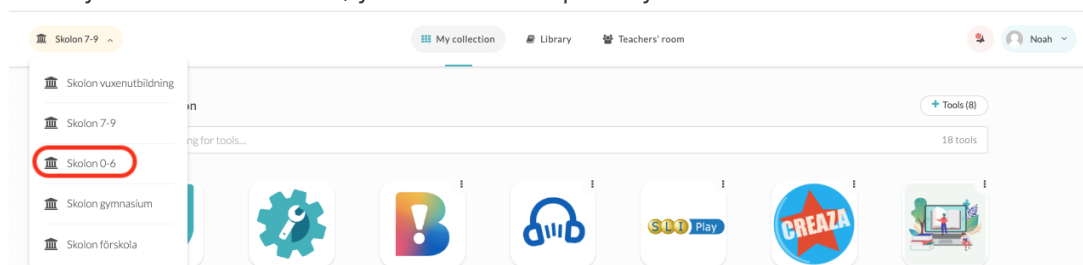 Skolon 7-9
My collection
Library
Teachers' room
Noah
Skolon vuxenutbildning
Skolon 7-9
Skolon 0-6
Skolon gymnasium
Skolon förskola
on
+ Tools (8)
ng for tools...
18 tools
SLI Play
CREAZA